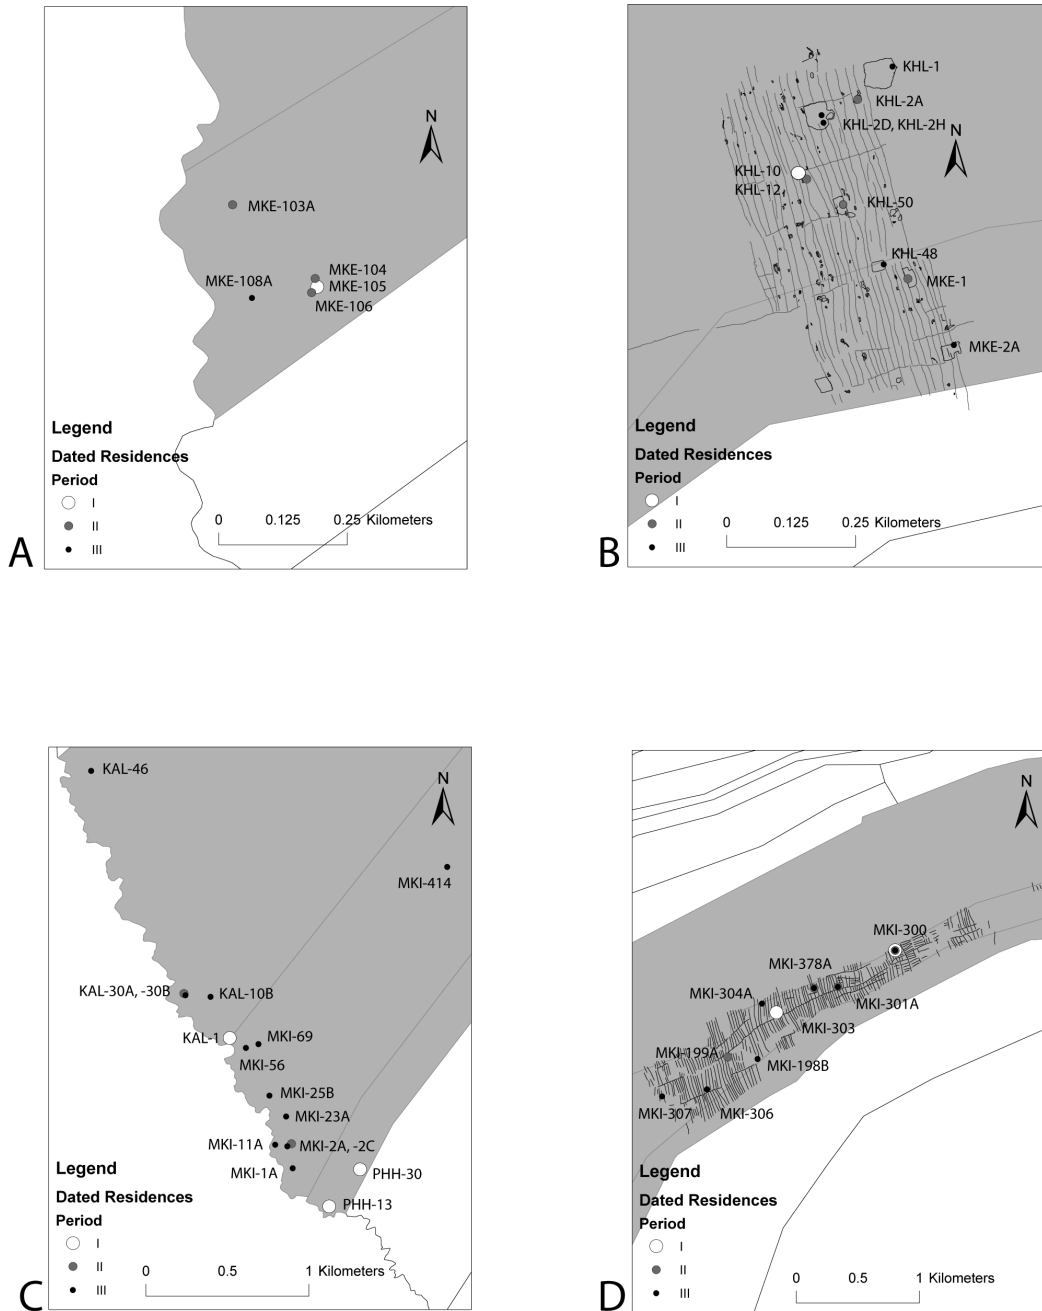 N
MKE-103A
MKE-104
MKE-108A
MKE-105
MKE-106
Legend
Dated Residences
Period
I
II
III
0 0.125 0.25 Kilometers
A
KHL-1
KHL-2A
KHL-2D, KHL-2H
N
KHL-10
KHL-12
KHL-50
KHL-48
MKE-1
MKE-2A
Legend
Dated Residences
Period
I
II
III
0 0.125 0.25 Kilometers
B
KAL-46
N
MKI-414
KAL-30A, -30B
KAL-10B
KAL-1
MKI-69
MKI-56
MKI-25B
MKI-23A
MKI-11A
MKI-2A, -2C
MKI-1A
PHH-30
PHH-13
Legend
Dated Residences
Period
I
II
III
0 0.5 1 Kilometers
C
N
MKI-300
MKI-378A
MKI-304A
MKI-301A
MKI-303
MKI-199A
MKI-198B
MKI-307
MKI-306
Legend
Dated Residences
Period
I
II
III
0 0.5 1 Kilometers
D